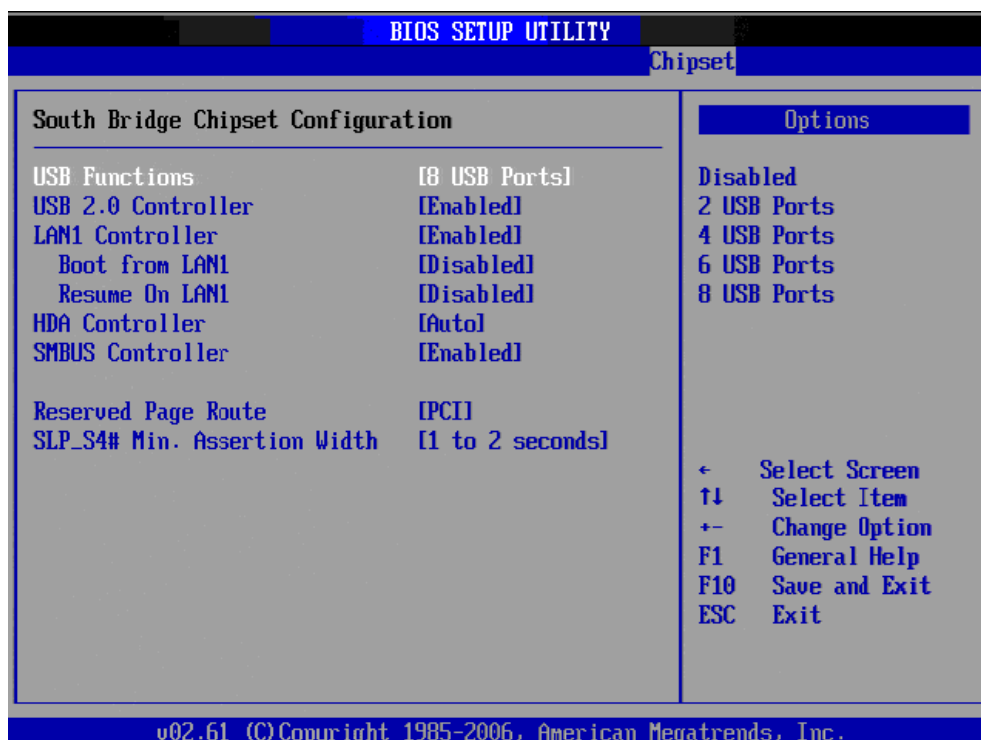 BIOS SETUP UTILITY
Chipset
South Bridge Chipset Configuration
USB Functions [8 USB Ports]
USB 2.0 Controller [Enabled]
LAN1 Controller [Enabled]
Boot from LAN1 [Disabled]
Resume On LAN1 [Disabled]
HDA Controller [Auto]
SMBUS Controller [Enabled]
Reserved Page Route [PCI]
SLP_S4# Min. Assertion Width [1 to 2 seconds]
Options
Disabled
2 USB Ports
4 USB Ports
6 USB Ports
8 USB Ports
← Select Screen
↑↓ Select Item
+- Change Option
F1 General Help
F10 Save and Exit
ESC Exit
v02.61 (C)Copyright 1985-2006, American Megatrends, Inc.